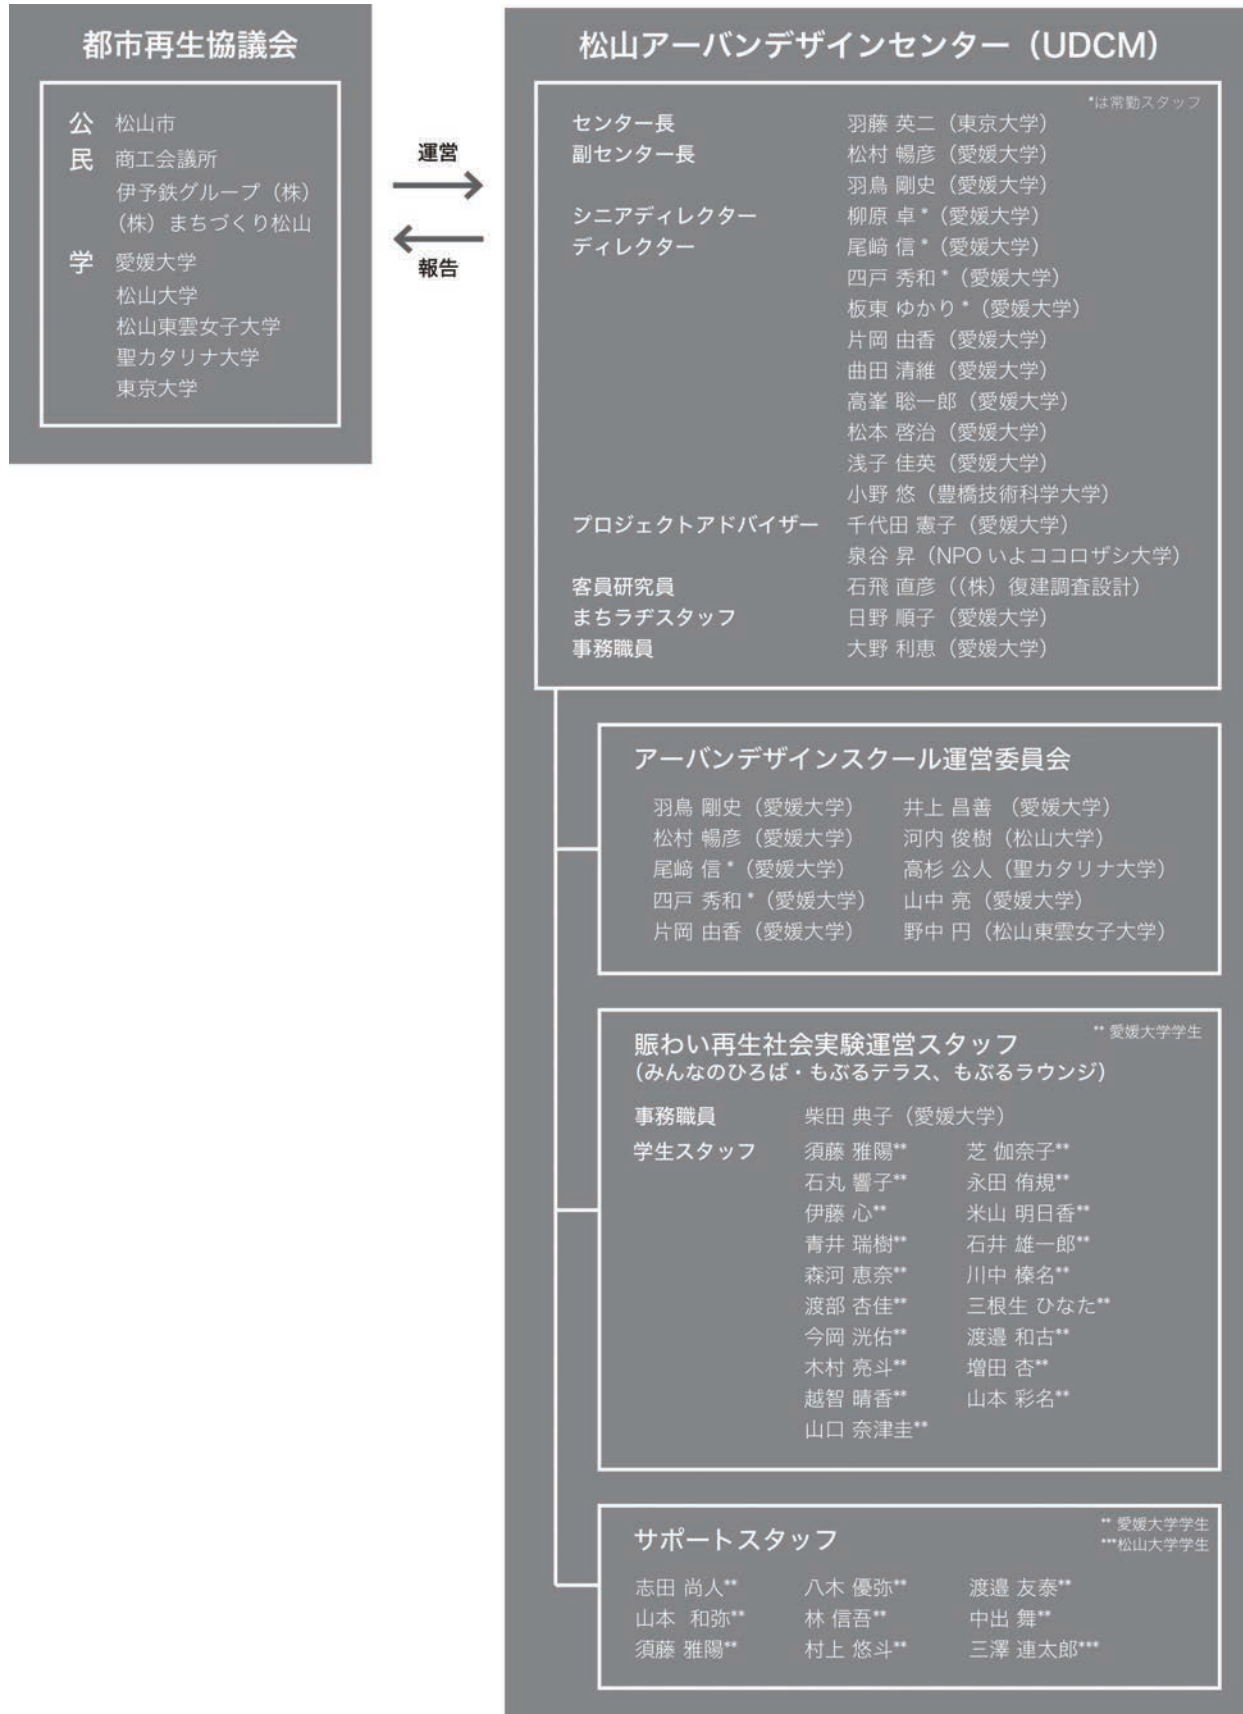 都市再生協議会
公 松山市
民 商工会議所
伊予鉄グループ（株）
（株）まちづくり松山
学 愛媛大学
松山大学
松山東雲女子大学
聖カタリナ大学
東京大学
運営
報告
松山アーバンデザインセンター（UDCM）
*は常勤スタッフ
センター長 羽藤 英二（東京大学）
副センター長 松村 暢彦（愛媛大学）
羽鳥 剛史（愛媛大学）
シニアディレクター 柳原 卓 *（愛媛大学）
ディレクター 尾﨑 信 *（愛媛大学）
四戸 秀和 *（愛媛大学）
板東 ゆかり *（愛媛大学）
片岡 由香（愛媛大学）
曲田 清維（愛媛大学）
高峯 聡一郎（愛媛大学）
松本 啓治（愛媛大学）
浅子 佳英（愛媛大学）
小野 悠（豊橋技術科学大学）
プロジェクトアドバイザー 千代田 憲子（愛媛大学）
泉谷 昇（NPO いよココロザシ大学）
客員研究員 石飛 直彦（（株）復建調査設計）
まちラヂスタッフ 日野 順子（愛媛大学）
事務職員 大野 利恵（愛媛大学）
アーバンデザインスクール運営委員会
羽鳥 剛史（愛媛大学） 井上 昌善 （愛媛大学）
松村 暢彦（愛媛大学） 河内 俊樹（松山大学）
尾﨑 信 *（愛媛大学） 高杉 公人（聖カタリナ大学）
四戸 秀和 *（愛媛大学） 山中 亮（愛媛大学）
片岡 由香（愛媛大学） 野中 円（松山東雲女子大学）
賑わい再生社会実験運営スタッフ ** 愛媛大学学生
（みんなのひろば・もぶるテラス、もぶるラウンジ）
事務職員 柴田 典子（愛媛大学）
学生スタッフ 須藤 雅陽** 芝 伽奈子**
石丸 響子** 永田 侑規**
伊藤 心** 米山 明日香**
青井 瑞樹** 石井 雄一郎**
森河 恵奈** 川中 榛名**
渡部 杏佳** 三根生 ひなた**
今岡 洸佑** 渡邉 和古**
木村 亮斗** 増田 杏**
越智 晴香** 山本 彩名**
山口 奈津圭**
サポートスタッフ
** 愛媛大学学生
***松山大学学生
志田 尚人** 八木 優弥** 渡邉 友泰**
山本 和弥** 林 信吾** 中出 舞**
須藤 雅陽** 村上 悠斗** 三澤 連太郎***